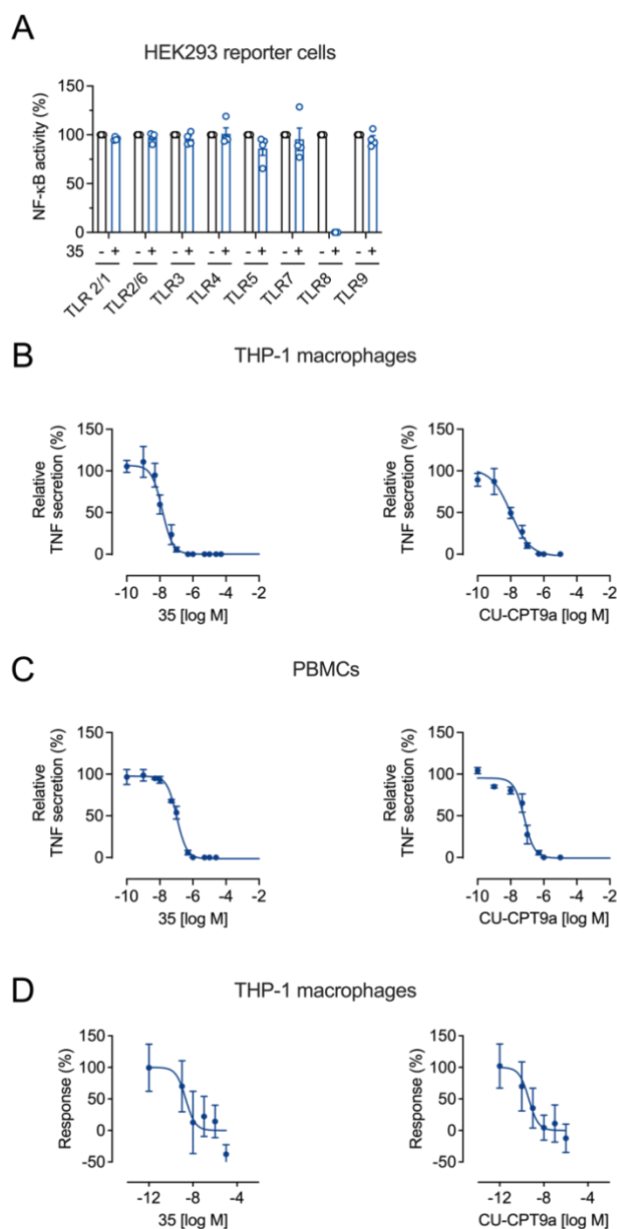 A
HEK293 reporter cells
NF-κB activity (%)
150
100
50
0
35 - + - + - + - + - + - + - + - +
TLR 2/1 TLR2/6 TLR3 TLR4 TLR5 TLR7 TLR8 TLR9
B
THP-1 macrophages
Relative
TNF secretion (%)
150
100
50
0
-10 -8 -6 -4 -2
35 [log M]
Relative
TNF secretion (%)
150
100
50
0
-10 -8 -6 -4 -2
CU-CPT9a [log M]
C
PBMCs
Relative
TNF secretion (%)
150
100
50
0
-10 -8 -6 -4 -2
35 [log M]
Relative
TNF secretion (%)
150
100
50
0
-10 -8 -6 -4 -2
CU-CPT9a [log M]
D
THP-1 macrophages
Response (%)
150
100
50
0
-50
-12 -8 -4
35 [log M]
Response (%)
150
100
50
0
-50
-12 -8 -4
CU-CPT9a [log M]